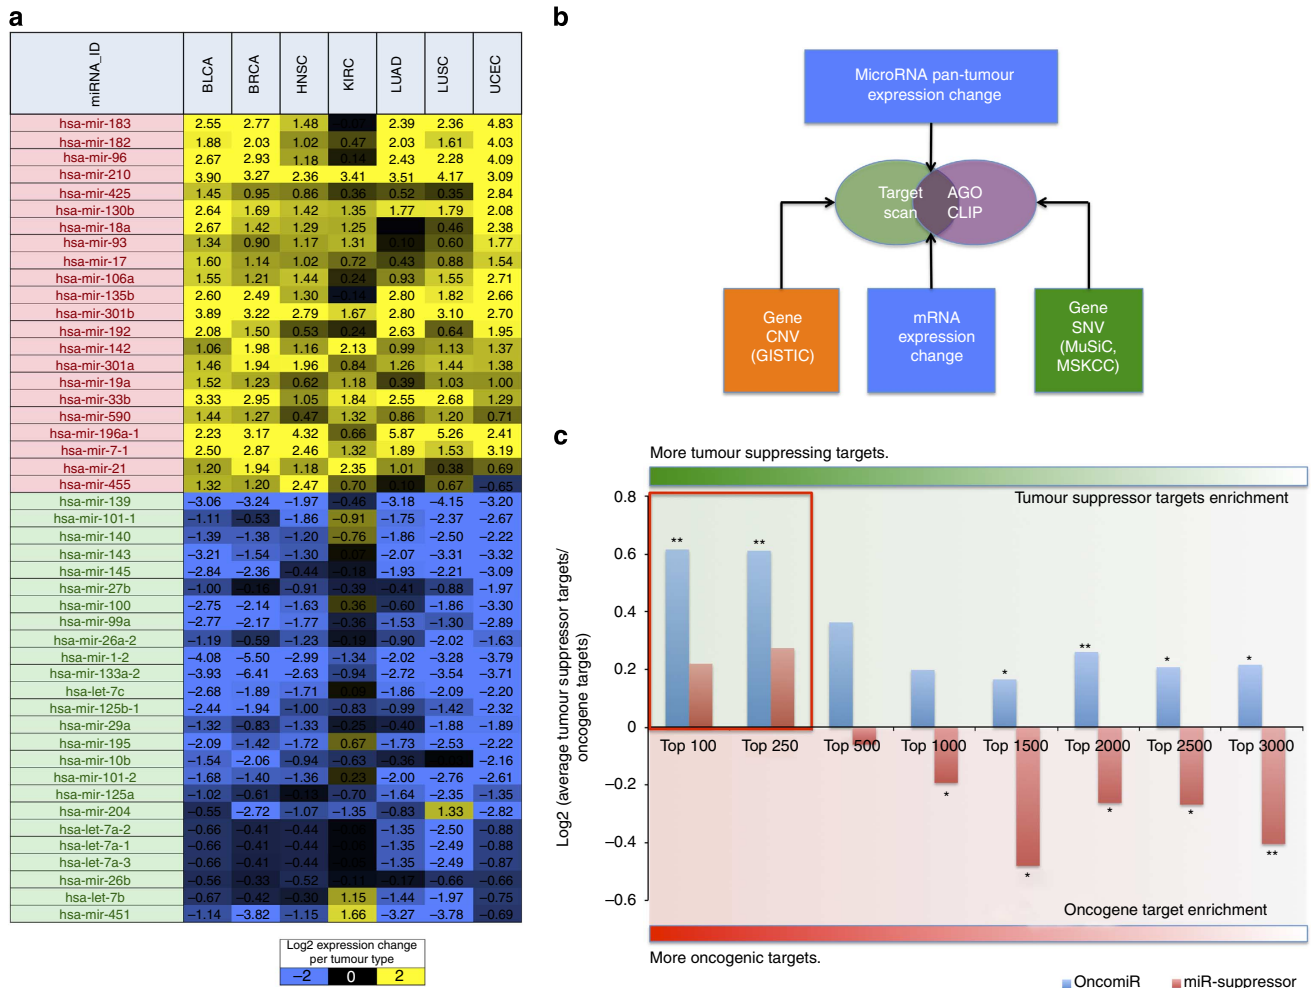 a
miRNA_ID BLCA BRCA HNSC KIRC LUAD LUSC UCEC
hsa-mir-183 2.55 2.77 1.48 2.39 2.36 4.83
hsa-mir-182 1.88 2.03 1.02 0.47 2.03 1.61 4.03
hsa-mir-96 2.67 2.93 1.18 0.14 2.43 2.28 4.09
hsa-mir-210 3.90 3.27 2.36 3.41 3.51 4.17 3.09
hsa-mir-425 1.45 0.95 0.86 0.36 0.52 0.35 2.84
hsa-mir-130b 2.64 1.69 1.42 1.35 1.77 1.79 2.08
hsa-mir-18a 2.67 1.42 1.29 1.25 0.46 2.38
hsa-mir-93 1.34 0.90 1.17 1.31 0.10 0.60 1.77
hsa-mir-17 1.60 1.14 1.02 0.72 0.43 0.88 1.54
hsa-mir-106a 1.55 1.21 1.44 0.24 0.93 1.55 2.71
hsa-mir-135b 2.60 2.49 1.30 −0.14 2.80 1.82 2.66
hsa-mir-301b 3.89 3.22 2.79 1.67 2.80 3.10 2.70
hsa-mir-192 2.08 1.50 0.53 0.24 2.63 0.64 1.95
hsa-mir-142 1.06 1.98 1.16 2.13 0.99 1.13 1.37
hsa-mir-301a 1.46 1.94 1.96 0.84 1.26 1.44 1.38
hsa-mir-19a 1.52 1.23 0.62 1.18 0.39 1.03 1.00
hsa-mir-33b 3.33 2.95 1.05 1.84 2.55 2.68 1.29
hsa-mir-590 1.44 1.27 0.47 1.32 0.86 1.20 0.71
hsa-mir-196a-1 2.23 3.17 4.32 0.66 5.87 5.26 2.41
hsa-mir-7-1 2.50 2.87 2.46 1.32 1.89 1.53 3.19
hsa-mir-21 1.20 1.94 1.18 2.35 1.01 0.38 0.69
hsa-mir-455 1.32 1.20 2.47 0.70 0.10 0.67 −0.65
hsa-mir-139 −3.06 −3.24 −1.97 −0.46 −3.18 −4.15 −3.20
hsa-mir-101-1 −1.11 −0.53 −1.86 −0.91 −1.75 −2.37 −2.67
hsa-mir-140 −1.39 −1.38 −1.20 −0.76 −1.86 −2.50 −2.22
hsa-mir-143 −3.21 −1.54 −1.30 0.07 −2.07 −3.31 −3.32
hsa-mir-145 −2.84 −2.36 −0.44 −0.18 −1.93 −2.21 −3.09
hsa-mir-27b −1.00 −0.16 −0.91 −0.39 −0.41 −0.88 −1.97
hsa-mir-100 −2.75 −2.14 −1.63 0.36 −0.60 −1.86 −3.30
hsa-mir-99a −2.77 −2.17 −1.77 −0.36 −1.53 −1.30 −2.89
hsa-mir-26a-2 −1.19 −0.59 −1.23 −0.19 −0.90 −2.02 −1.63
hsa-mir-1-2 −4.08 −5.50 −2.99 −1.34 −2.02 −3.28 −3.79
hsa-mir-133a-2 −3.93 −6.41 −2.63 −0.94 −2.72 −3.54 −3.71
hsa-let-7c −2.68 −1.89 −1.71 0.09 −1.86 −2.09 −2.20
hsa-mir-125b-1 −2.44 −1.94 −1.00 −0.83 −0.99 −1.42 −2.32
hsa-mir-29a −1.32 −0.83 −1.33 −0.25 −0.40 −1.88 −1.89
hsa-mir-195 −2.09 −1.42 −1.72 0.67 −1.73 −2.53 −2.22
hsa-mir-10b −1.54 −2.06 −0.94 −0.63 −0.36 −2.16
hsa-mir-101-2 −1.68 −1.40 −1.36 0.23 −2.00 −2.76 −2.61
hsa-mir-125a −1.02 −0.61 −0.13 −0.70 −1.64 −2.35 −1.35
hsa-mir-204 −0.55 −2.72 −1.07 −1.35 −0.83 1.33 −2.82
hsa-let-7a-2 −0.66 −0.41 −0.44 −1.35 −2.50 −0.88
hsa-let-7a-1 −0.66 −0.41 −0.44 −1.35 −2.49 −0.88
hsa-let-7a-3 −0.66 −0.41 −0.44 −1.35 −2.49 −0.87
hsa-mir-26b −0.56 −0.33 −0.52 −0.11 −0.17 −0.66 −0.66
hsa-let-7b −0.67 −0.42 −0.30 1.15 −1.44 −1.97 −0.75
hsa-mir-451 −1.14 −3.82 −1.15 1.66 −3.27 −3.78 −0.69
Log2 expression change
per tumour type
−2 0 2
b
MicroRNA pan-tumour
expression change
Target
scan
AGO
CLIP
Gene
CNV
(GISTIC)
mRNA
expression
change
Gene
SNV
(MuSiC,
MSKCC)
c
More tumour suppressing targets.
Tumour suppressor targets enrichment
Log2 (average tumour suppressor targets/
oncogene targets)
0.8
0.6
0.4
0.2
0
−0.2
−0.4
−0.6
** ** * ** * *
Top 100 Top 250 Top 500 Top 1000 Top 1500 Top 2000 Top 2500 Top 3000
* * * * **
Oncogene target enrichment
More oncogenic targets.
OncomiR miR-suppressor